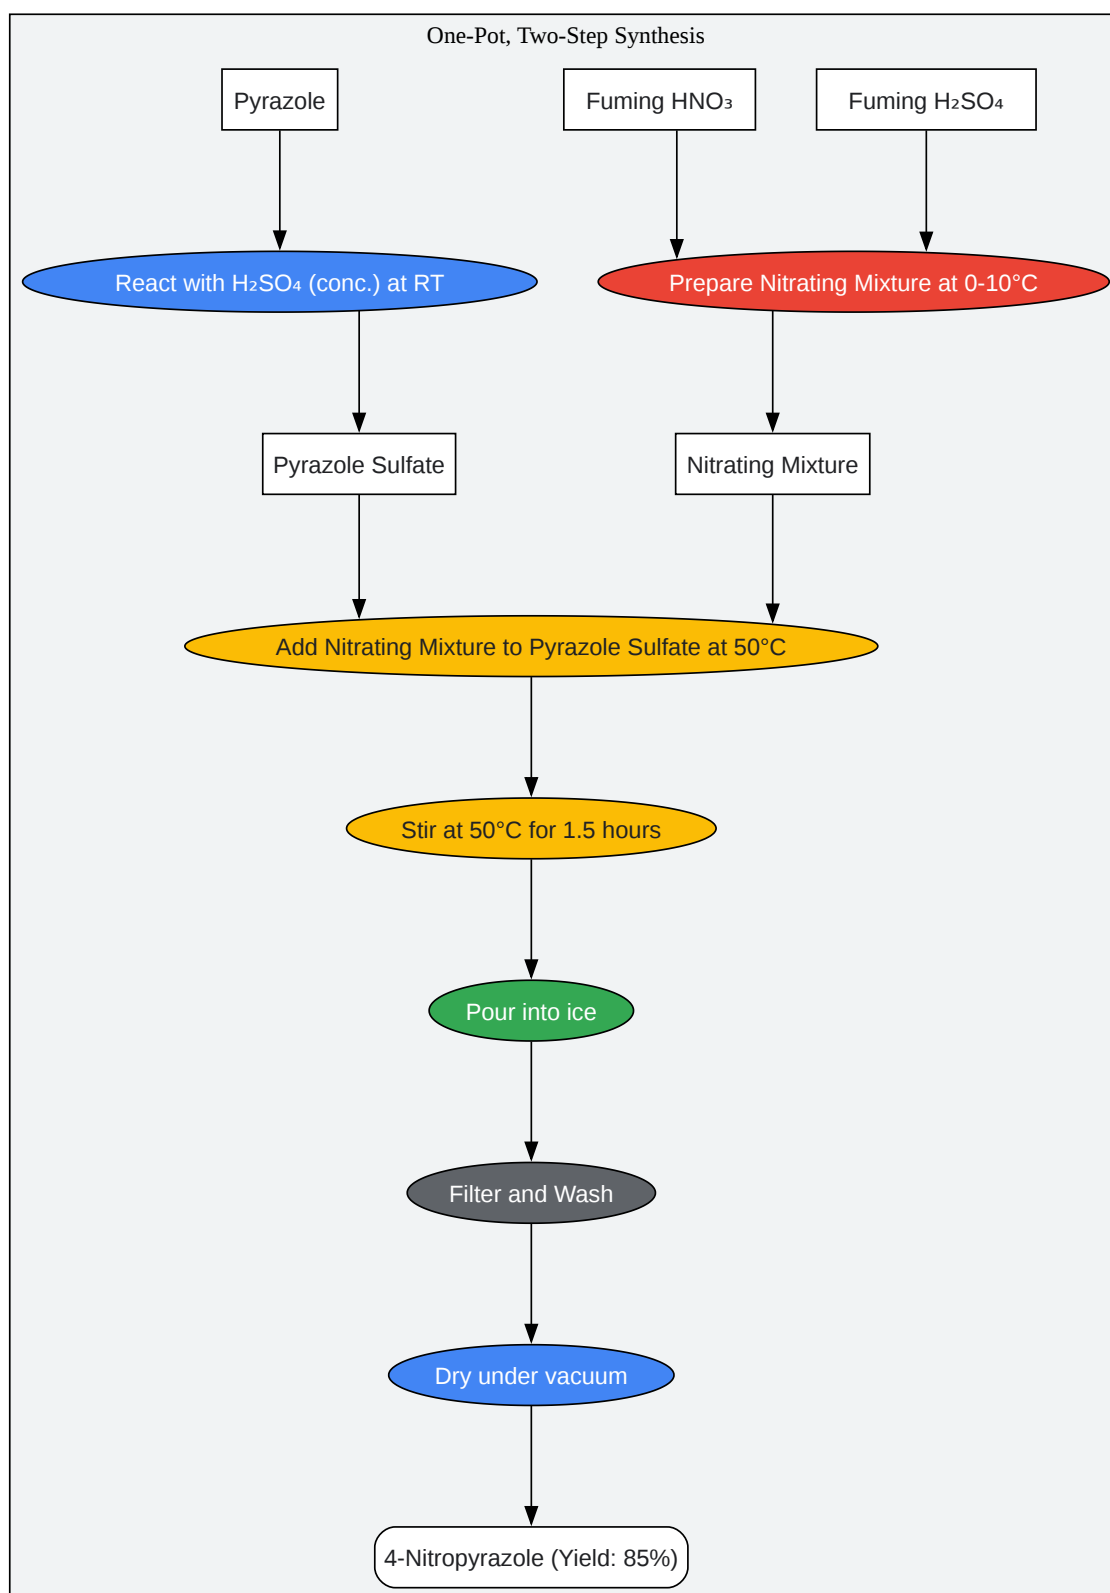 One-Pot, Two-Step Synthesis
Pyrazole
Fuming HNO₃
Fuming H₂SO₄
React with H₂SO₄ (conc.) at RT
Prepare Nitrating Mixture at 0-10°C
Pyrazole Sulfate
Nitrating Mixture
Add Nitrating Mixture to Pyrazole Sulfate at 50°C
Stir at 50°C for 1.5 hours
Pour into ice
Filter and Wash
Dry under vacuum
4-Nitropyrazole (Yield: 85%)